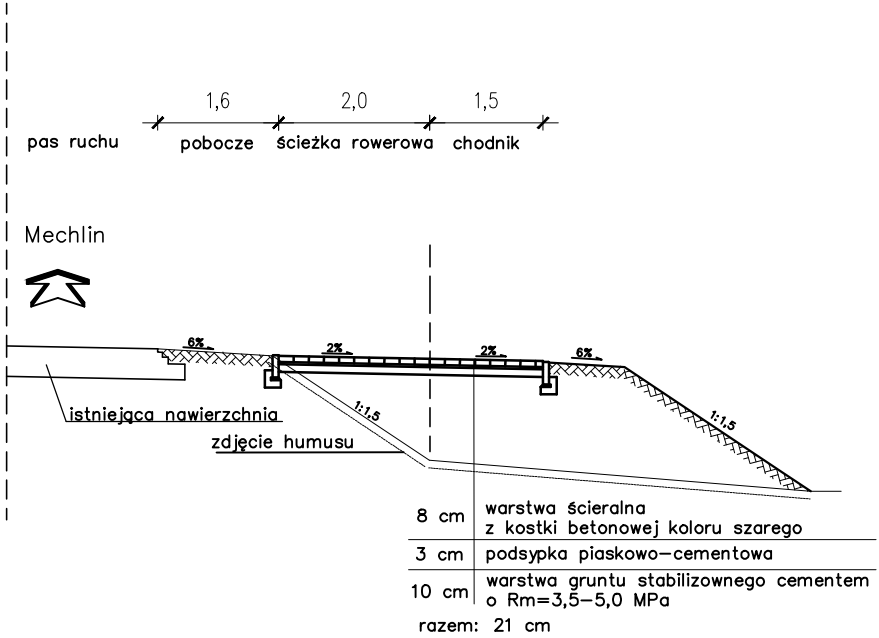 1,6 2,0 1,5
pas ruchu pobocze ścieżka rowerowa chodnik
Mechlin
6% 2% 2% 6%
1:1,5 1:1,5
istniejąca nawierzchnia
zdjęcie humusu
8 cm warstwa ścieralna
z kostki betonowej koloru szarego
3 cm podsypka piaskowo-cementowa
10 cm warstwa gruntu stabilizownego cementem
o Rm=3,5-5,0 MPa
razem: 21 cm